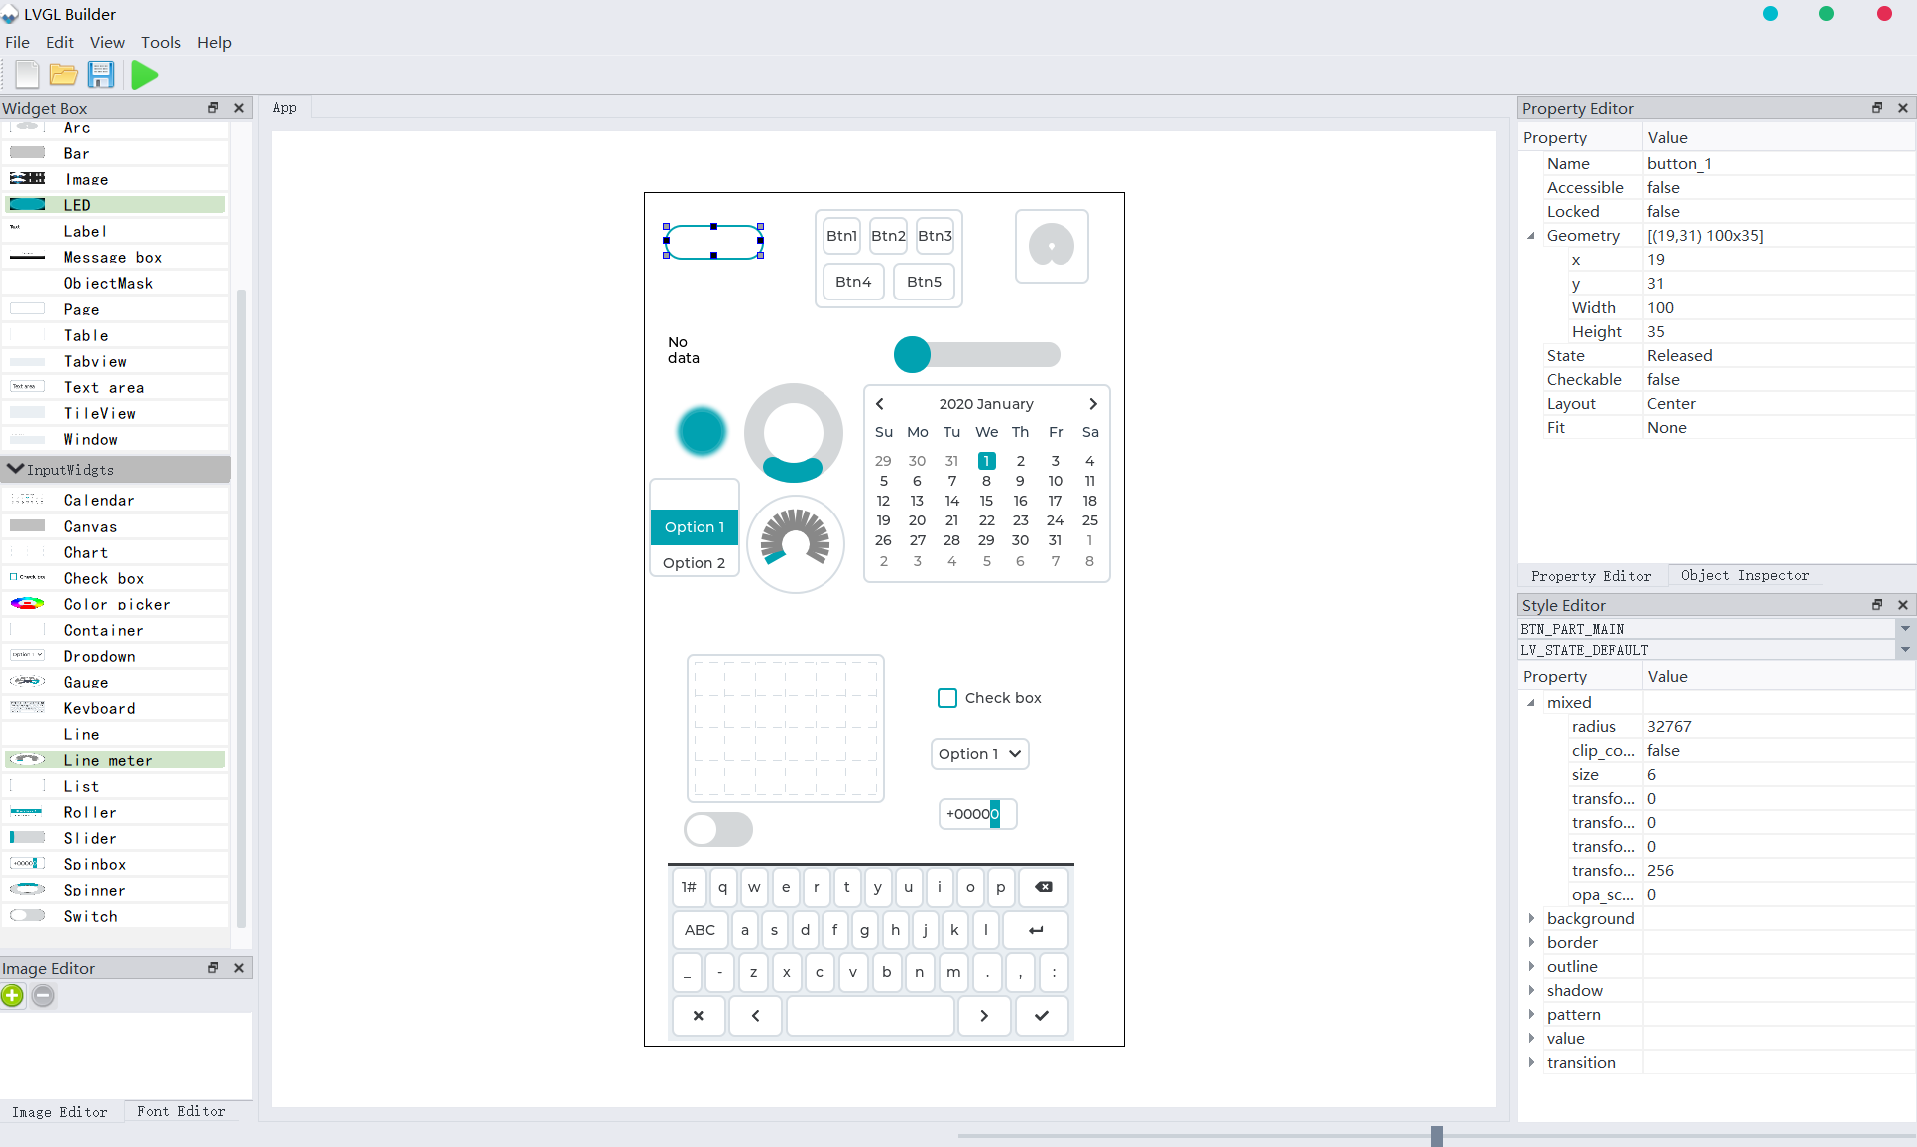 LVGL Builder
File Edit View Tools Help
Widget Box
Arc
Bar
Image
LED
Label
Message box
ObjectMask
Page
Table
Tabview
Text area
TileView
Window
InputWidgts
Calendar
Canvas
Chart
Check box
Color picker
Container
Dropdown
Gauge
Keyboard
Line
Line meter
List
Roller
Slider
Spinbox
Spinner
Switch
Image Editor
Image Editor Font Editor
App
Btn1 Btn2 Btn3
Btn4 Btn5
No
data
2020 January
Su Mo Tu We Th Fr Sa
29 30 31 1 2 3 4
5 6 7 8 9 10 11
12 13 14 15 16 17 18
19 20 21 22 23 24 25
26 27 28 29 30 31 1
2 3 4 5 6 7 8
Option 1
Option 2
Check box
Option 1
+00000
1# q w e r t y u i o p
ABC a s d f g h j k l
_ - z x c v b n m . , :
Property Editor
Property Value
Name button_1
Accessible false
Locked false
Geometry [(19,31) 100x35]
x 19
y 31
Width 100
Height 35
State Released
Checkable false
Layout Center
Fit None
Property Editor Object Inspector
Style Editor
BTN_PART_MAIN
LV_STATE_DEFAULT
Property Value
mixed
radius 32767
clip_co... false
size 6
transfo... 0
transfo... 0
transfo... 0
transfo... 256
opa_sc... 0
background
border
outline
shadow
pattern
value
transition